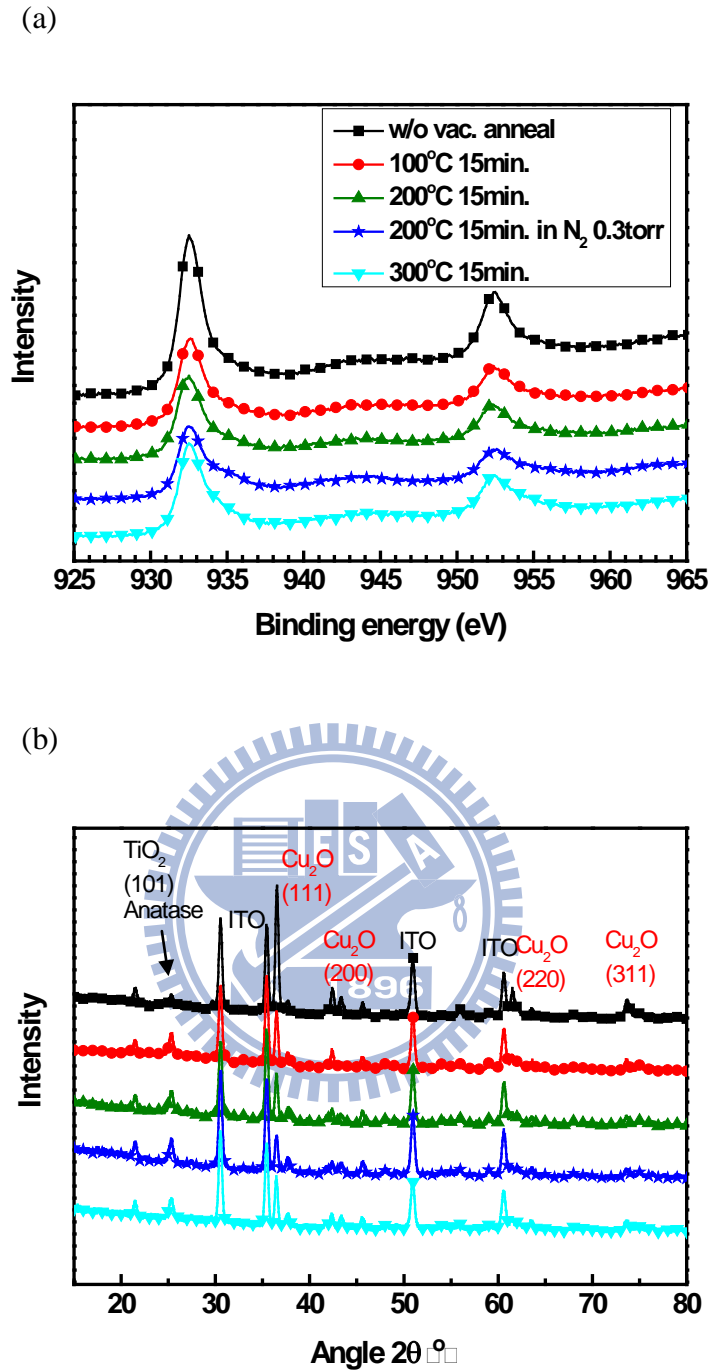 (a)
w/o vac. anneal
100°C 15min.
200°C 15min.
200°C 15min. in N₂ 0.3torr
300°C 15min.
Intensity
925 930 935 940 945 950 955 960 965
Binding energy (eV)
(b)
TiO₂
(101)
Anatase
ITO
Cu₂O
(111)
Cu₂O
(200)
ITO
ITO
Cu₂O
(220)
Cu₂O
(311)
E S A
1896
Intensity
20 30 40 50 60 70 80
Angle 2θ □°□